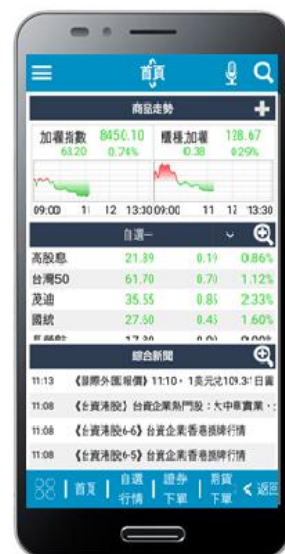 首頁
商品走勢
加權指數 8450.10 櫃檯加權 128.67
63.20 0.74% 0.38 0.29%
09:00 11 12 13:30 09:00 11 12 13:30
自選一
高股息 21.89 0.19 0.86%
台灣50 61.70 0.70 1.12%
茂迪 35.55 0.85 2.33%
國統 27.60 0.45 1.60%
綜合新聞
11:13 《國際外匯報價》11:10，1美元兌109.3 日圓
11:08 《台資港股》台資企業熱門股：大中華實業、
11:08 《台資港股6-6》台資企業香港掛牌行情
11:08 《台資港股6-5》台資企業香港掛牌行情
首頁 自選行情 證券下單 期貨下單 返回